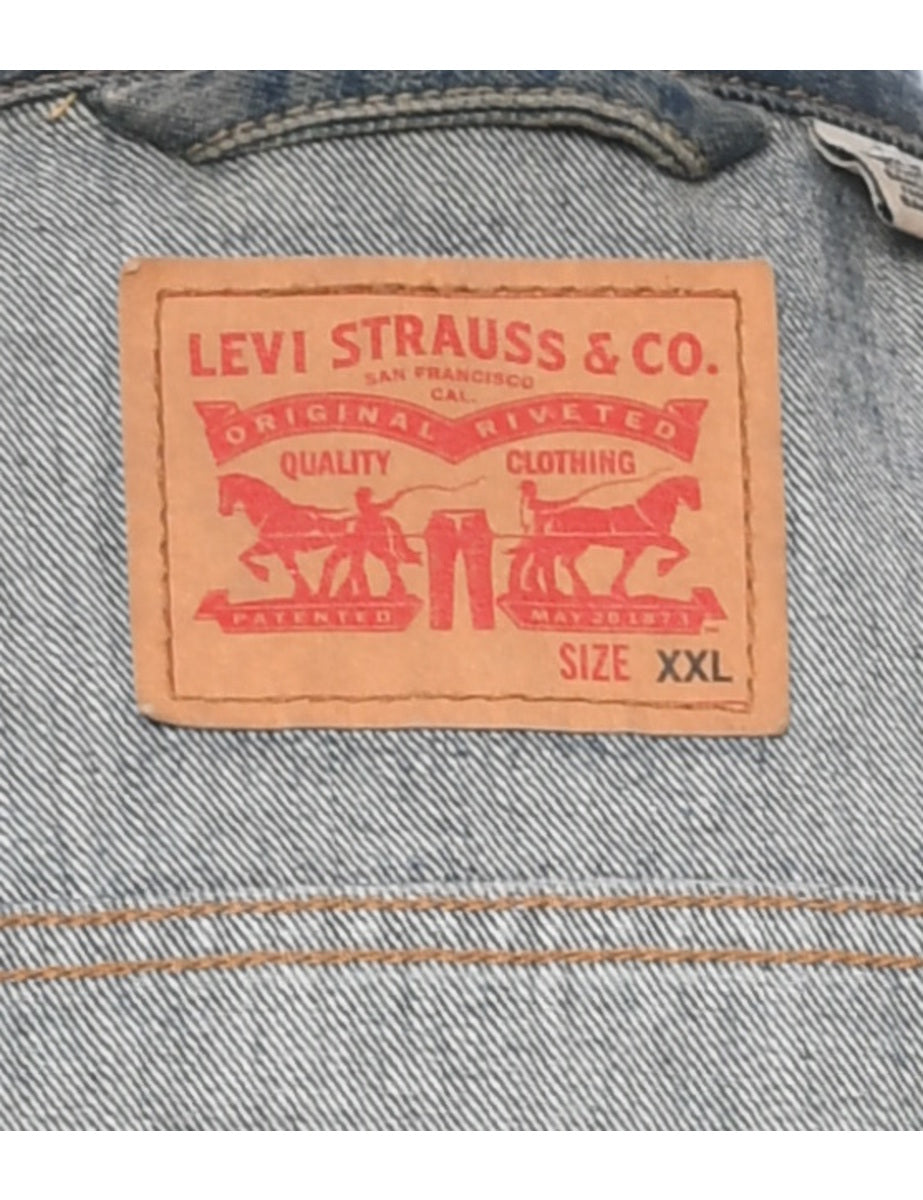 LEVI STRAUSS & CO.
SAN FRANCISCO
CAL.
ORIGINAL RIVETED
QUALITY CLOTHING
PATENTED MAY 20 1873
SIZE XXL